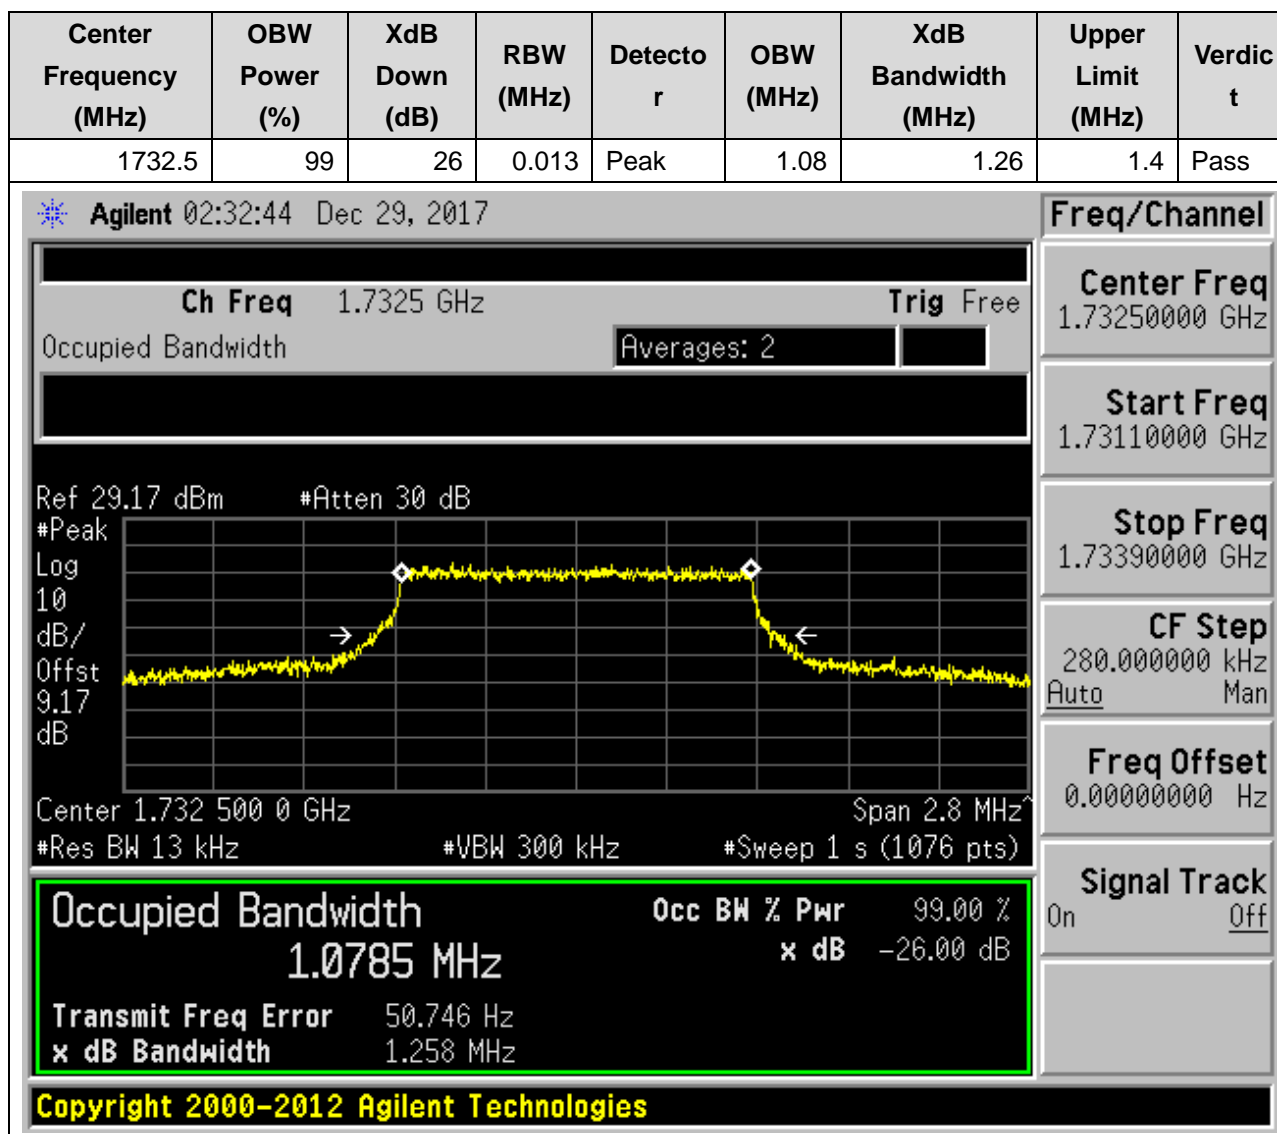 Center Frequency (MHz) OBW Power (%) XdB Down (dB) RBW (MHz) Detecto r OBW (MHz) XdB Bandwidth (MHz) Upper Limit (MHz) Verdic t
1732.5 99 26 0.013 Peak 1.08 1.26 1.4 Pass
Agilent 02:32:44 Dec 29, 2017
Freq/Channel
Ch Freq 1.7325 GHz Trig Free
Occupied Bandwidth Averages: 2
Center Freq
1.73250000 GHz
Start Freq
1.73110000 GHz
Stop Freq
1.73390000 GHz
CF Step
280.000000 kHz
Auto Man
Freq Offset
0.00000000 Hz
Signal Track
On Off
Ref 29.17 dBm #Atten 30 dB
#Peak
Log
10
dB/
Offst
9.17
dB
Center 1.732 500 0 GHz Span 2.8 MHz^
#Res BW 13 kHz #VBW 300 kHz #Sweep 1 s (1076 pts)
Occupied Bandwidth Occ BW % Pwr 99.00 %
1.0785 MHz x dB -26.00 dB
Transmit Freq Error 50.746 Hz
x dB Bandwidth 1.258 MHz
Copyright 2000-2012 Agilent Technologies